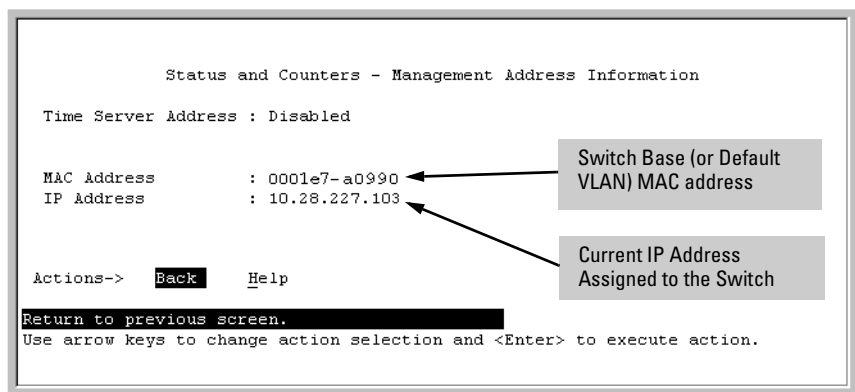 Status and Counters - Management Address Information
Time Server Address : Disabled
MAC Address : 0001e7-a0990
IP Address : 10.28.227.103
Switch Base (or Default
VLAN) MAC address
Current IP Address
Assigned to the Switch
Actions-> Back Help
Return to previous screen.
Use arrow keys to change action selection and <Enter> to execute action.